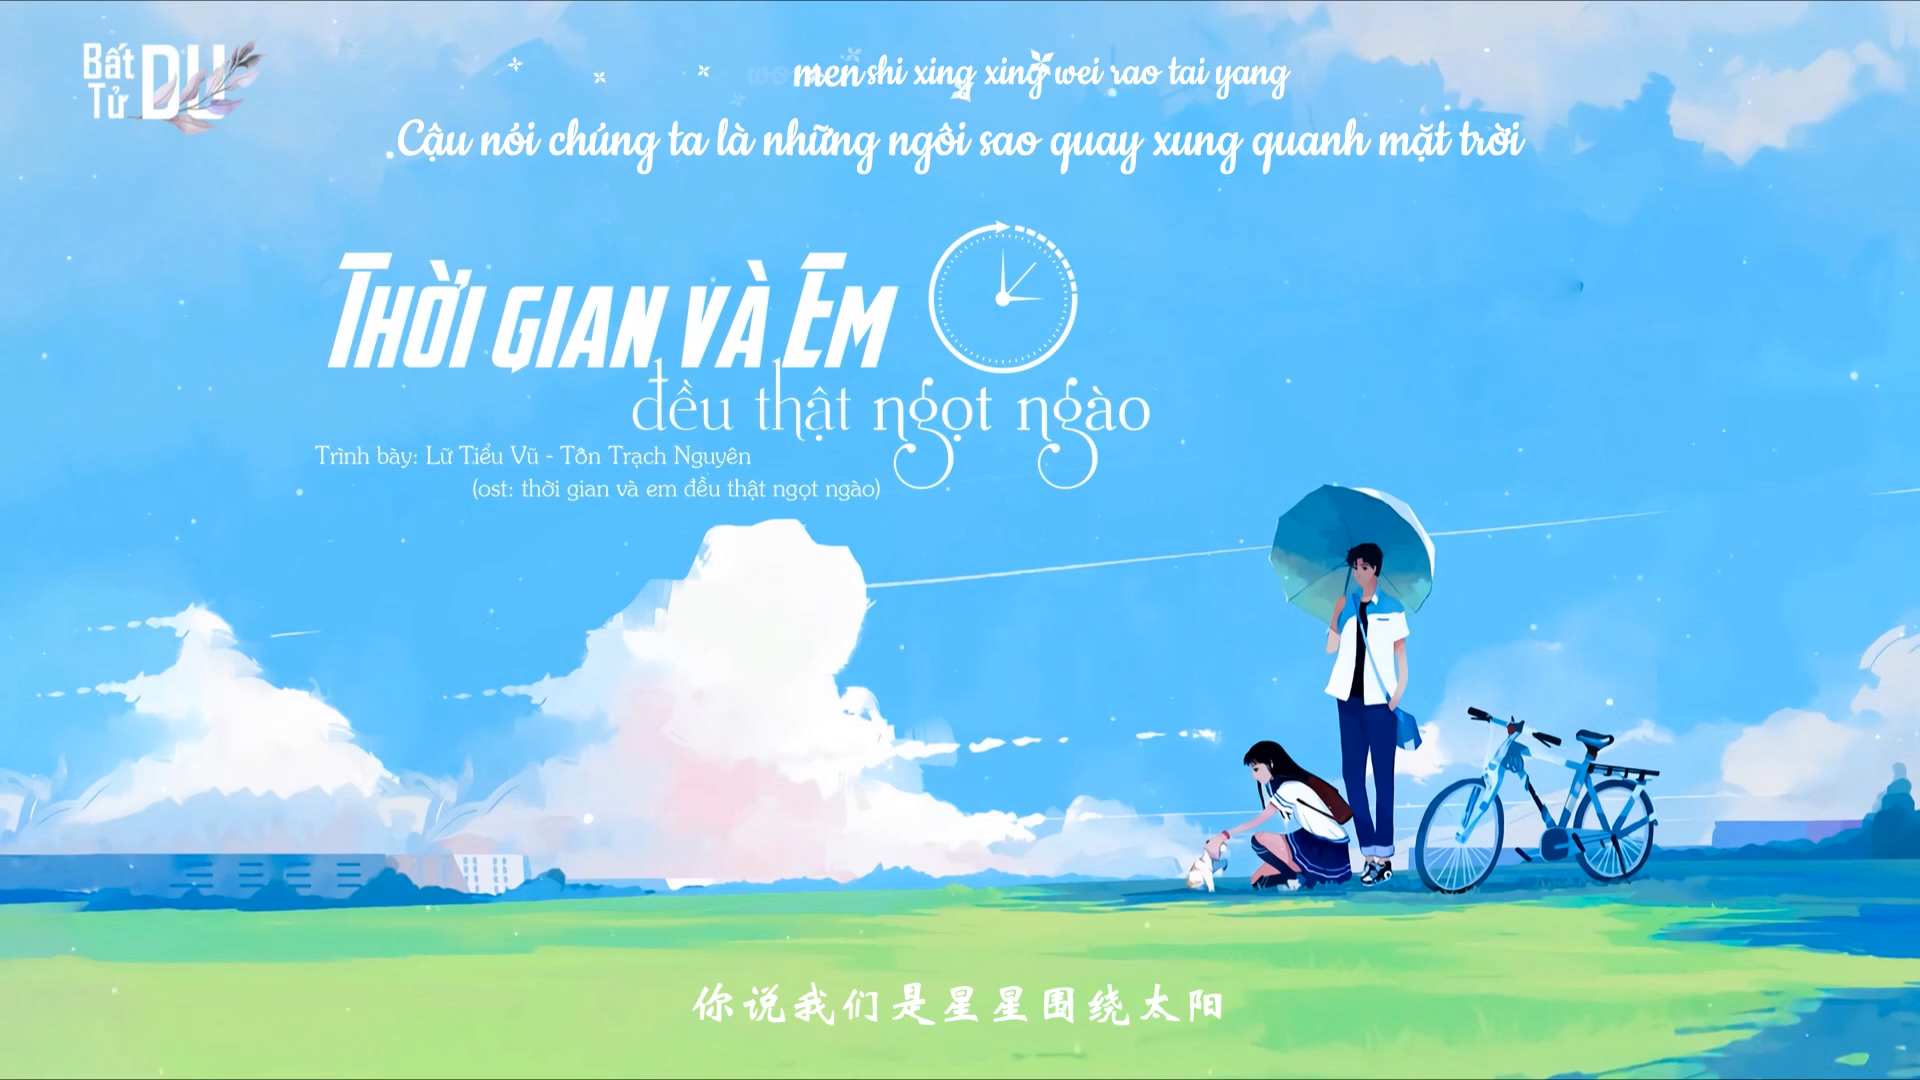 Bất
Tử
DU
wo men shi xing xing wei rao tai yang
Cậu nói chúng ta là những ngôi sao quay xung quanh mặt trời
THỜI GIAN VÀ EM
đều thật ngọt ngào
Trình bày: Lữ Tiểu Vũ - Tôn Trạch Nguyên
(ost: thời gian và em đều thật ngọt ngào)
你说我们是星星围绕太阳